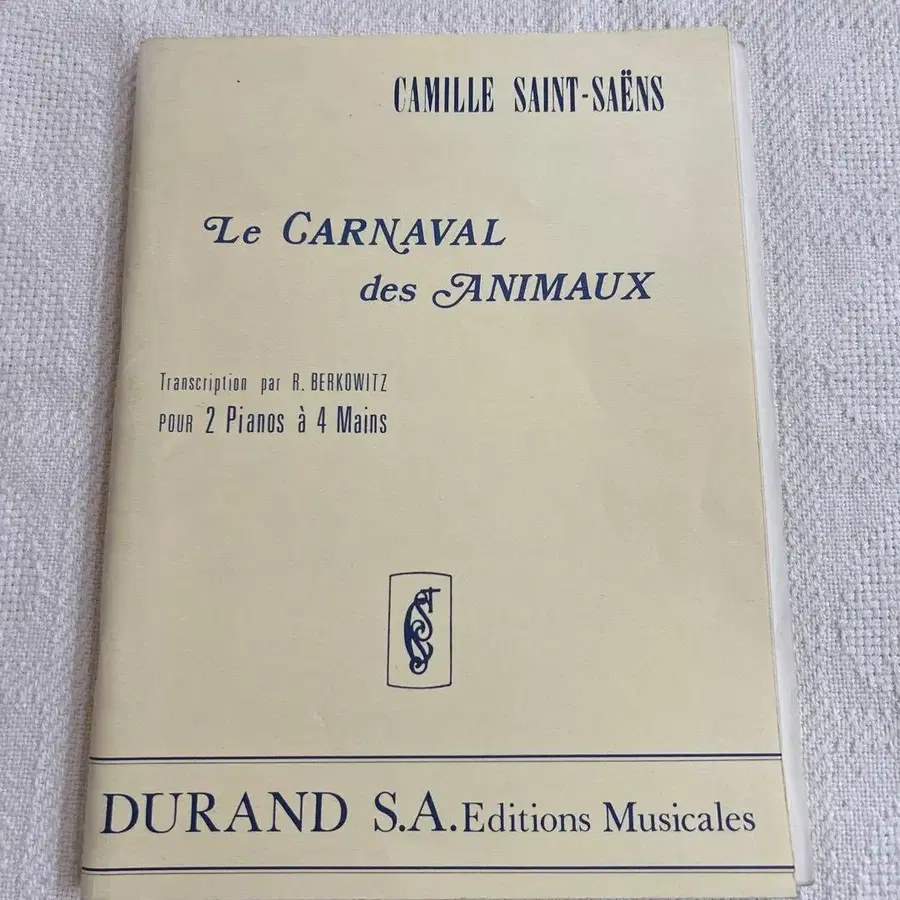 CAMILLE SAINT-SAËNS
Le CARNAVAL
des ANIMAUX
Transcription par R. BERKOWITZ
POUR 2 Pianos à 4 Mains
DURAND S.A. Editions Musicales